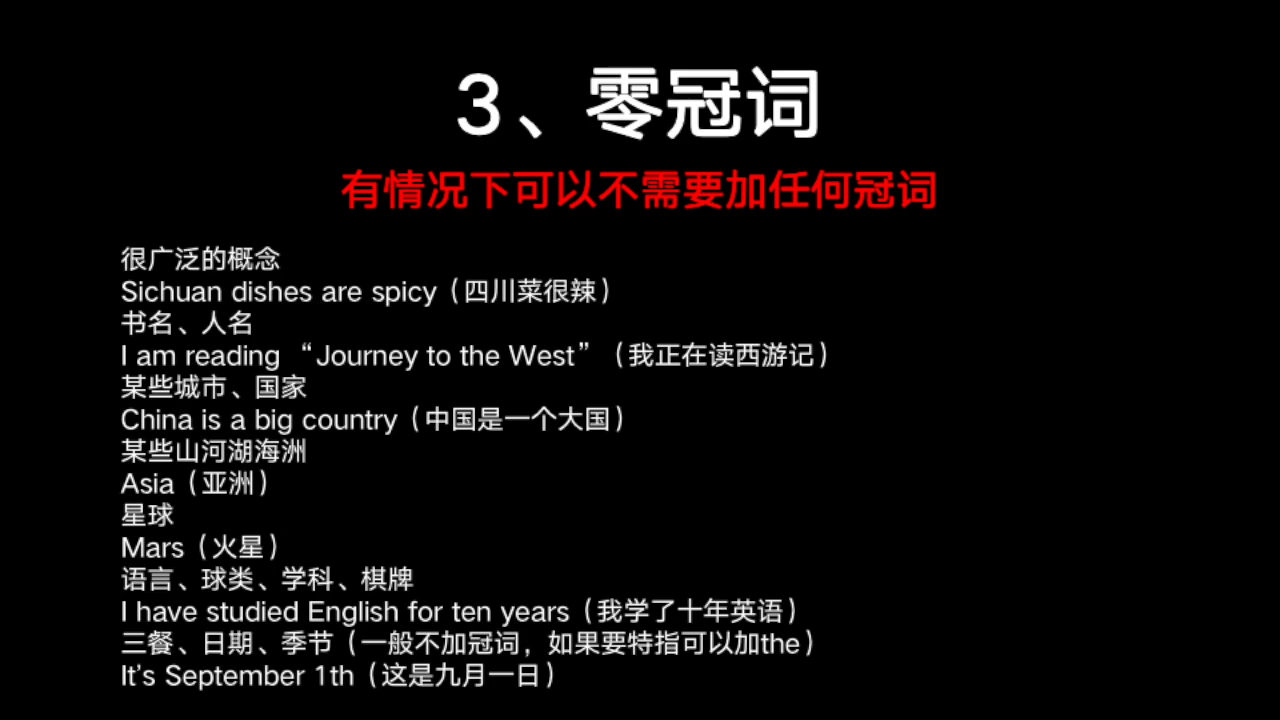 3、零冠词
有情况下可以不需要加任何冠词
很广泛的概念
Sichuan dishes are spicy（四川菜很辣）
书名、人名
I am reading “Journey to the West”（我正在读西游记）
某些城市、国家
China is a big country（中国是一个大国）
某些山河湖海洲
Asia（亚洲）
星球
Mars（火星）
语言、球类、学科、棋牌
I have studied English for ten years（我学了十年英语）
三餐、日期、季节（一般不加冠词，如果要特指可以加the）
It’s September 1th（这是九月一日）